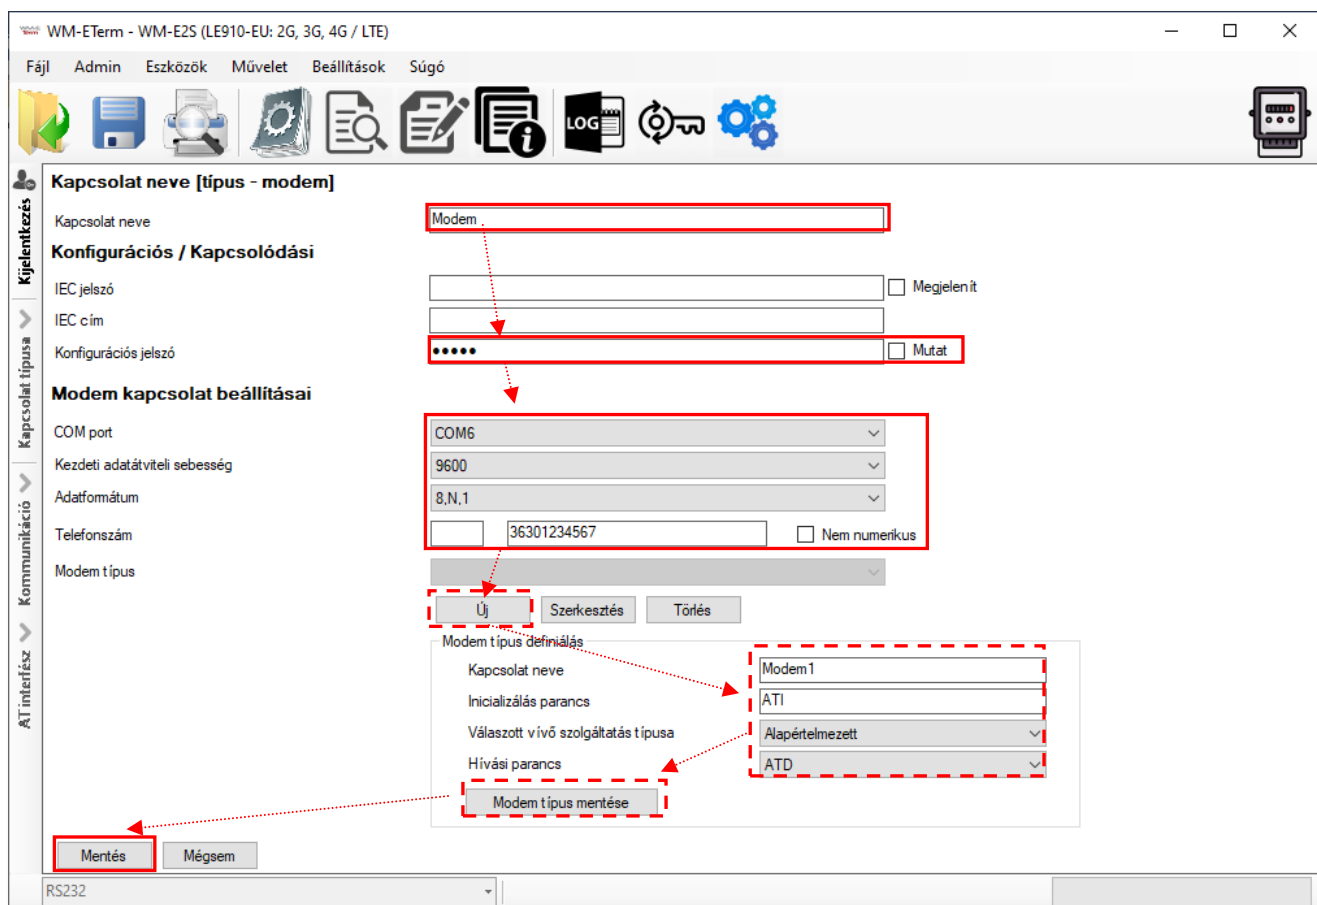 WM-ETerm - WM-E2S (LE910-EU: 2G, 3G, 4G / LTE)
Fájl Admin Eszközök Művelet Beállítások Súgó
LOG
Kijelentkezés
Kapcsolat típusa
Kommunikáció
AT interfész
Kapcsolat neve [típus - modem]
Kapcsolat neve Modem
Konfigurációs / Kapcsolódási
IEC jelszó Megjelenít
IEC cím
Konfigurációs jelszó ●●●●● Mutat
Modem kapcsolat beállításai
COM port COM6
Kezdeti adatátviteli sebesség 9600
Adatformátum 8,N,1
Telefonszám 36301234567 Nem numerikus
Modem típus
Új Szerkesztés Törlés
Modem típus definiálás
Kapcsolat neve Modem1
Inicializálás parancs ATI
Válaszott vívő szolgáltatás típusa Alapértelmezett
Hívási parancs ATD
Modem típus mentése
Mentés Mégsem
RS232